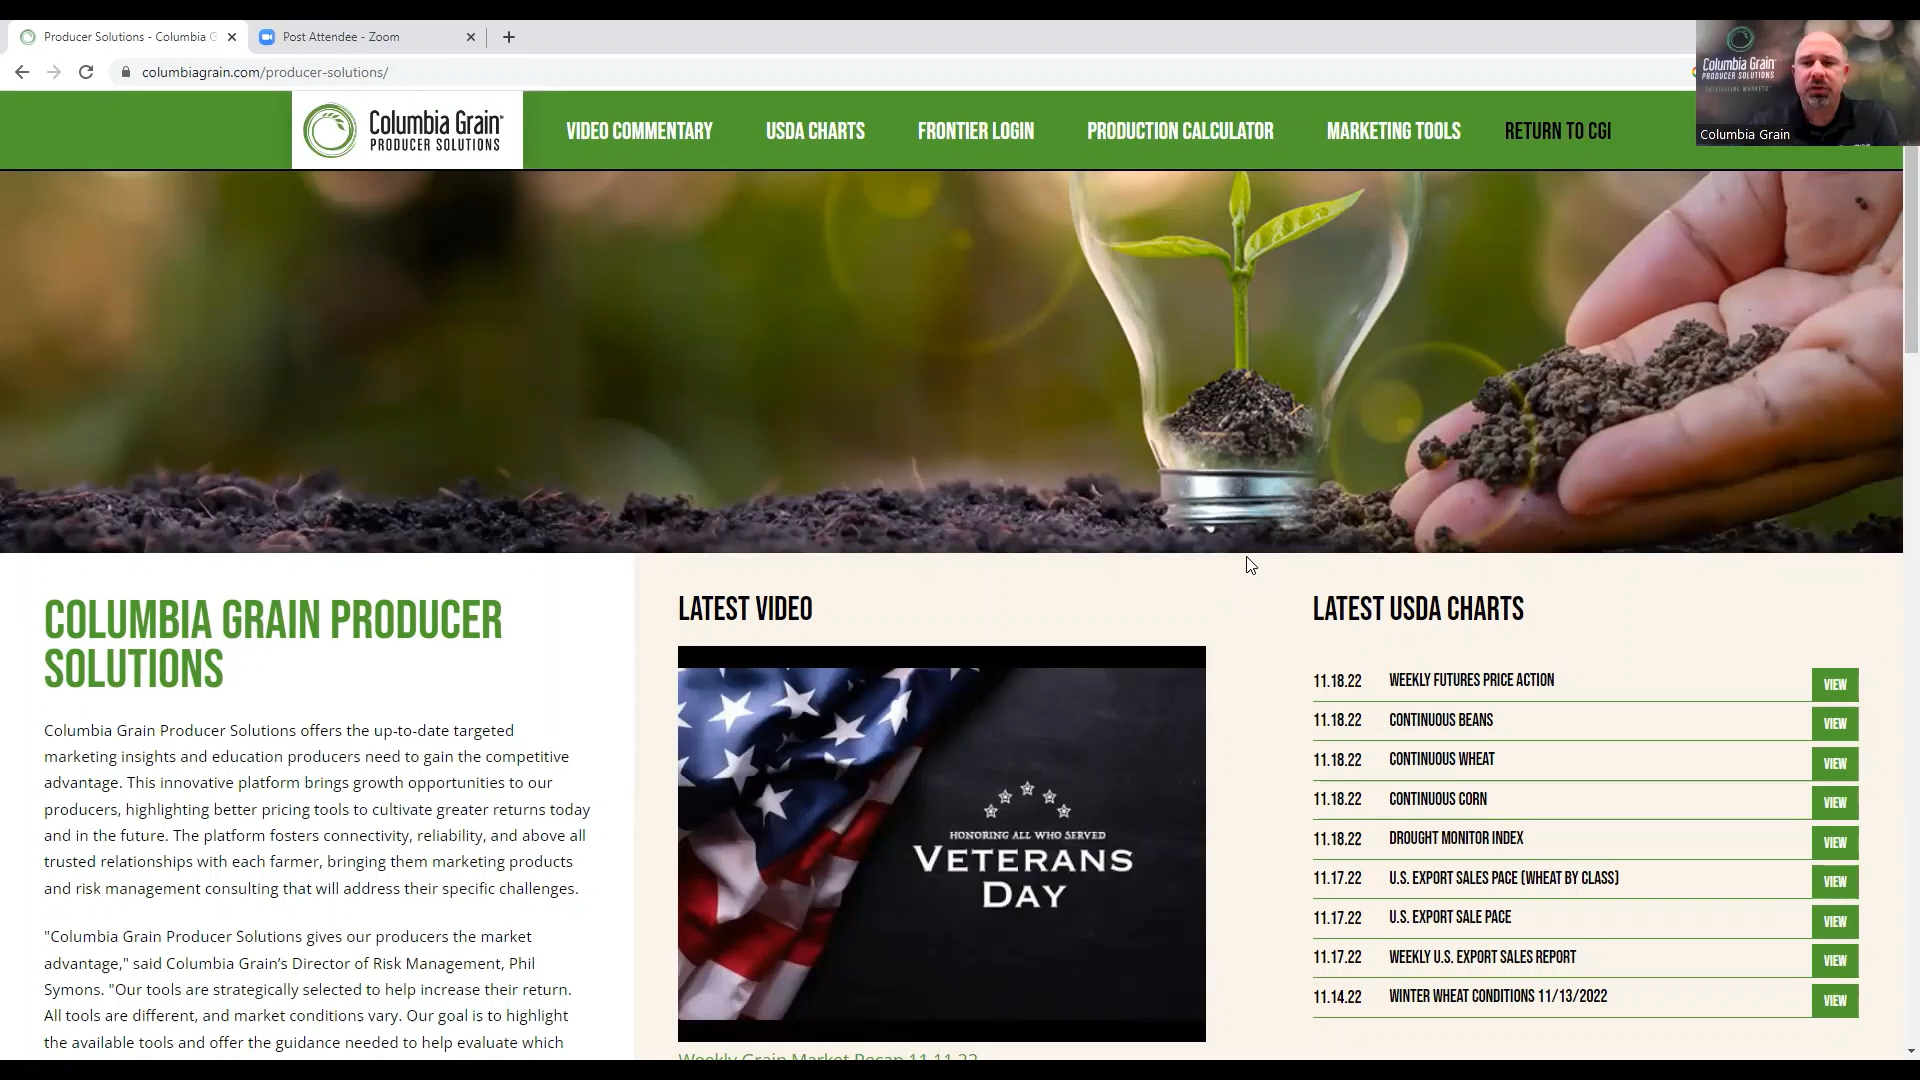 Producer Solutions - Columbia G
Post Attendee - Zoom
columbiagrain.com/producer-solutions/
Columbia Grain
PRODUCER SOLUTIONS
Columbia Grain
Columbia Grain
PRODUCER SOLUTIONS
VIDEO COMMENTARY
USDA CHARTS
FRONTIER LOGIN
PRODUCTION CALCULATOR
MARKETING TOOLS
RETURN TO CGI
COLUMBIA GRAIN PRODUCER
SOLUTIONS
Columbia Grain Producer Solutions offers the up-to-date targeted
marketing insights and education producers need to gain the competitive
advantage. This innovative platform brings growth opportunities to our
producers, highlighting better pricing tools to cultivate greater returns today
and in the future. The platform fosters connectivity, reliability, and above all
trusted relationships with each farmer, bringing them marketing products
and risk management consulting that will address their specific challenges.
"Columbia Grain Producer Solutions gives our producers the market
advantage," said Columbia Grain’s Director of Risk Management, Phil
Symons. "Our tools are strategically selected to help increase their return.
All tools are different, and market conditions vary. Our goal is to highlight
the available tools and offer the guidance needed to help evaluate which
LATEST VIDEO
HONORING ALL WHO SERVED
VETERANS
DAY
Weekly Grain Market Recap 11.11.22
LATEST USDA CHARTS
11.18.22 WEEKLY FUTURES PRICE ACTION VIEW
11.18.22 CONTINUOUS BEANS VIEW
11.18.22 CONTINUOUS WHEAT VIEW
11.18.22 CONTINUOUS CORN VIEW
11.18.22 DROUGHT MONITOR INDEX VIEW
11.17.22 U.S. EXPORT SALES PACE (WHEAT BY CLASS) VIEW
11.17.22 U.S. EXPORT SALE PACE VIEW
11.17.22 WEEKLY U.S. EXPORT SALES REPORT VIEW
11.14.22 WINTER WHEAT CONDITIONS 11/13/2022 VIEW